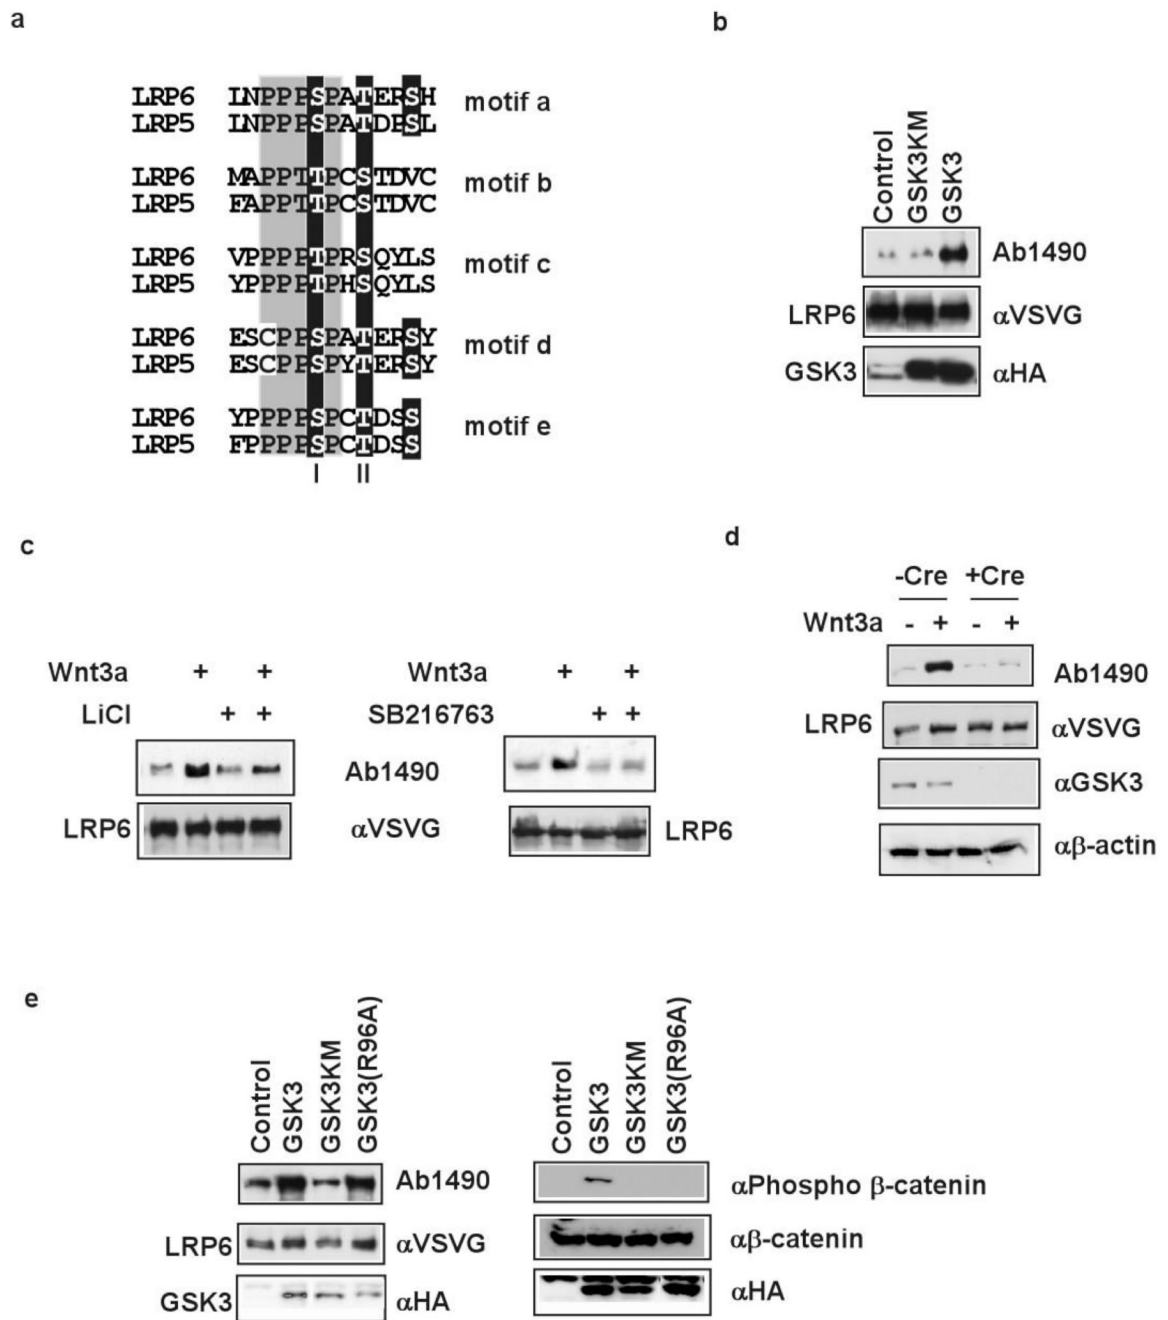 a
LRP6 LNPPPSPATERSH motif a
LRP5 LNPPPSPATDPSL
LRP6 MAPPTTPCSTDVC motif b
LRP5 FAPPTTPCSTDVC
LRP6 VPPPPTPRSQYLS motif c
LRP5 YPPPPTPHSQYLS
LRP6 ESCPPSPATERSY motif d
LRP5 ESCPPSPYTERSY
LRP6 YPPPPSPCTDSS motif e
LRP5 FPPPPSPCTDSS
I II
b
Control GSK3KM GSK3
Ab1490
LRP6 αVSVG
GSK3 αHA
c
Wnt3a + +
LiCl + +
Ab1490
LRP6 αVSVG
Wnt3a + +
SB216763 + +
LRP6
d
-Cre +Cre
Wnt3a - + - +
Ab1490
LRP6 αVSVG
αGSK3
αβ-actin
e
Control GSK3 GSK3KM GSK3(R96A)
Ab1490
LRP6 αVSVG
GSK3 αHA
Control GSK3 GSK3KM GSK3(R96A)
αPhospho β-catenin
αβ-catenin
αHA